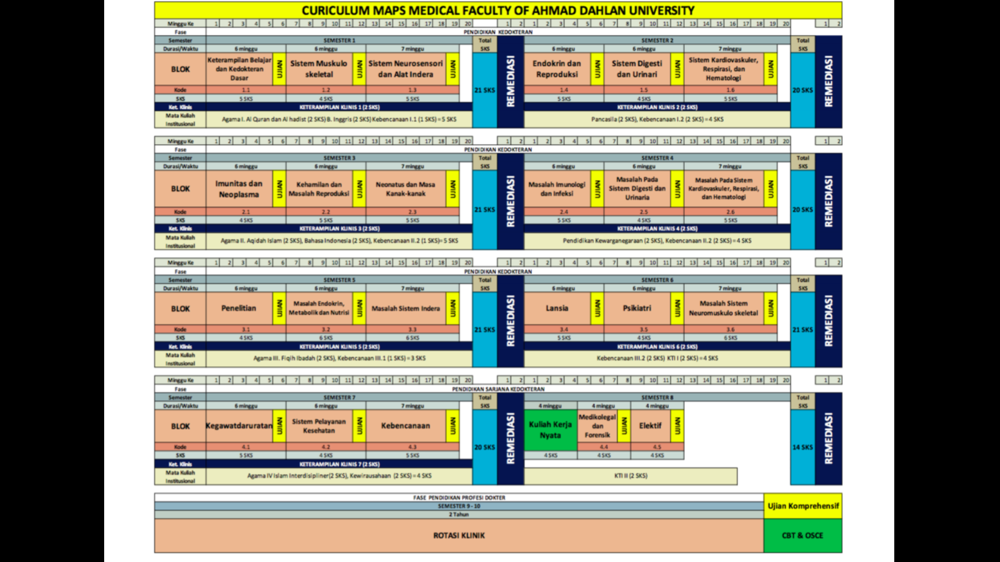 CURICULUM MAPS MEDICAL FACULTY OF AHMAD DAHLAN UNIVERSITY
Minggu Ke 1 2 3 4 5 6 7 8 9 10 11 12 13 14 15 16 17 18 19 20 1 2 1 2 3 4 5 6 7 8 9 10 11 12 13 14 15 16 17 18 19 20 1 2
Fase PENDIDIKAN KEDOKTERAN
Semester SEMESTER 1 Total SEMESTER 2 Total
Durasi/Waktu 6 minggu 6 minggu 7 minggu SKS 6 minggu 6 minggu 7 minggu SKS
BLOK
Keterampilan Belajar
dan Kedokteran
Dasar
UJIAN
Sistem Muskulo
skeletal
UJIAN
Sistem Neurosensori
dan Alat Indera
UJIAN
21 SKS
REMEDIASI
Endokrin dan
Reproduksi
UJIAN
Sistem Digesti
dan Urinari
UJIAN
Sistem Kardiovaskuler,
Respirasi, dan
Hematologi
UJIAN
20 SKS
REMEDIASI
Kode 1.1 1.2 1.3 1.4 1.5 1.6
SKS 5 SKS 4 SKS 5 SKS 5 SKS 4 SKS 5 SKS
Ket. Klinis KETERAMPILAN KLINIS 1 (2 SKS) KETERAMPILAN KLINIS 2 (2 SKS)
Mata Kuliah
Institusional
Agama I. Al Quran dan Al hadist (2 SKS) B. Inggris (2 SKS) Kebencanaan I.1 (1 SKS) = 5 SKS
Pancasila (2 SKS), Kebencanaan I.2 (2 SKS) = 4 SKS
Minggu Ke 1 2 3 4 5 6 7 8 9 10 11 12 13 14 15 16 17 18 19 20 1 2 1 2 3 4 5 6 7 8 9 10 11 12 13 14 15 16 17 18 19 20 1 2
Fase PENDIDIKAN KEDOKTERAN
Semester SEMESTER 3 Total SEMESTER 4 Total
Durasi/Waktu 6 minggu 6 minggu 7 minggu SKS 6 minggu 6 minggu 7 minggu SKS
BLOK
Imunitas dan
Neoplasma
UJIAN
Kehamilan dan
Masalah Reproduksi
UJIAN
Neonatus dan Masa
Kanak-kanak
UJIAN
21 SKS
REMEDIASI
Masalah Imunologi
dan Infeksi
UJIAN
Masalah Pada
Sistem Digesti dan
Urinaria
UJIAN
Masalah Pada Sistem
Kardiovaskuler, Respirasi,
dan Hematologi
UJIAN
20 SKS
REMEDIASI
Kode 2.1 2.2 2.3 2.4 2.5 2.6
SKS 4 SKS 5 SKS 5 SKS 5 SKS 4 SKS 5 SKS
Ket. Klinis KETERAMPILAN KLINIS 3 (2 SKS) KETERAMPILAN KLINIS 4 (2 SKS)
Mata Kuliah
Institusional
Agama II. Aqidah Islam (2 SKS), Bahasa Indonesia (2 SKS), Kebencanaan II.2 (1 SKS)= 5 SKS
Pendidikan Kewarganegaraan (2 SKS), Kebencanaan II.2 (2 SKS) = 4 SKS
Minggu Ke 1 2 3 4 5 6 7 8 9 10 11 12 13 14 15 16 17 18 19 20 1 2 1 2 3 4 5 6 7 8 9 10 11 12 13 14 15 16 17 18 19 20 1 2
Fase PENDIDIKAN KEDOKTERAN
Semester SEMESTER 5 Total SEMESTER 6 Total
Durasi/Waktu 6 minggu 6 minggu 7 minggu SKS 6 minggu 6 minggu 7 minggu SKS
BLOK
Penelitian
UJIAN
Masalah Endokrin,
Metabolik dan Nutrisi
UJIAN
Masalah Sistem Indera
UJIAN
21 SKS
REMEDIASI
Lansia
UJIAN
Psikiatri
UJIAN
Masalah Sistem
Neuromuskulo skeletal
UJIAN
21 SKS
REMEDIASI
Kode 3.1 3.2 3.3 3.4 3.5 3.6
SKS 4 SKS 6 SKS 6 SKS 5 SKS 4 SKS 6 SKS
Ket. Klinis KETERAMPILAN KLINIS 5 (2 SKS) KETERAMPILAN KLINIS 6 (2 SKS)
Mata Kuliah
Institusional
Agama III. Fiqih Ibadah (2 SKS), Kebencanaan III.1 (1 SKS) = 3 SKS
Kebencanaan III.2 (2 SKS) KTI I (2 SKS) = 4 SKS
Minggu Ke 1 2 3 4 5 6 7 8 9 10 11 12 13 14 15 16 17 18 19 20 1 2 1 2 3 4 5 6 7 8 9 10 11 12 13 14 15 16 17 18 19 20 1 2
Fase PENDIDIKAN SARJANA KEDOKTERAN
Semester SEMESTER 7 Total SEMESTER 8 Total
Durasi/Waktu 6 minggu 6 minggu 7 minggu SKS 4 minggu 4 minggu 4 minggu SKS
BLOK
Kegawatdaruratan
UJIAN
Sistem Pelayanan
Kesehatan
UJIAN
Kebencanaan
UJIAN
20 SKS
REMEDIASI
Kuliah Kerja
Nyata
Medikolegal
dan
Forensik
UJIAN
Elektif
UJIAN
14 SKS
REMEDIASI
Kode 4.1 4.2 4.3 4.4 4.5
SKS 5 SKS 4 SKS 5 SKS 4 SKS 4 SKS 4 SKS
Ket. Klinis KETERAMPILAN KLINIS 7 (2 SKS)
Mata Kuliah
Institusional
Agama IV Islam Interdisipliner(2 SKS), Kewirausahaan (2 SKS) = 4 SKS
KTI II (2 SKS)
FASE PENDIDIKAN PROFESI DOKTER
SEMESTER 9 - 10
2 Tahun
Ujian Komprehensif
ROTASI KLINIK
CBT & OSCE